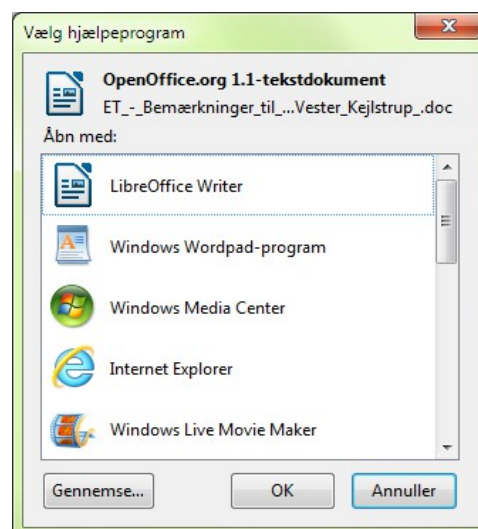 Vælg hjælpeprogram
OpenOffice.org 1.1-tekstdokument
ET_-_Bemærkninger_til_...Vester_Kejlstrup_.doc
Åbn med:
LibreOffice Writer
Windows Wordpad-program
Windows Media Center
Internet Explorer
Windows Live Movie Maker
Gennemse... OK Annuller